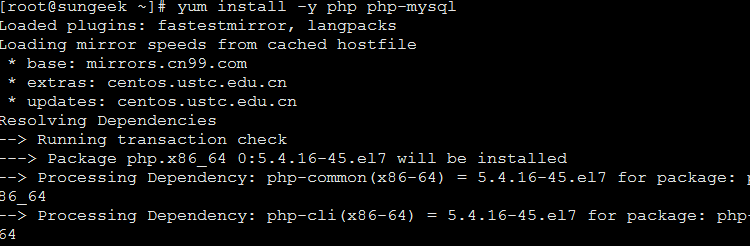 [root@sungeek ~]# yum install -y php php-mysql
Loaded plugins: fastestmirror, langpacks
Loading mirror speeds from cached hostfile
 * base: mirrors.cn99.com
 * extras: centos.ustc.edu.cn
 * updates: centos.ustc.edu.cn
Resolving Dependencies
--> Running transaction check
---> Package php.x86_64 0:5.4.16-45.el7 will be installed
--> Processing Dependency: php-common(x86-64) = 5.4.16-45.el7 for package: p
86_64
--> Processing Dependency: php-cli(x86-64) = 5.4.16-45.el7 for package: php-
64